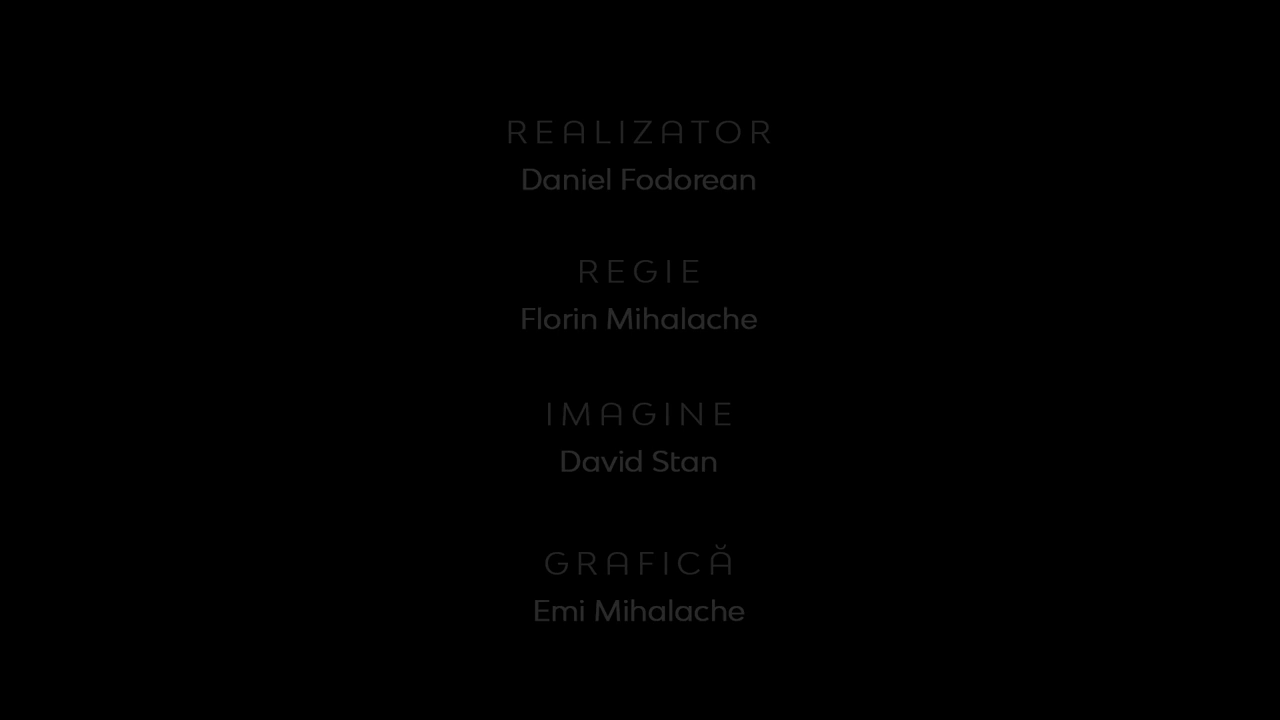 REALIZATOR
Daniel Fodorean
REGIE
Florin Mihalache
IMAGINE
David Stan
GRAFICĂ
Emi Mihalache